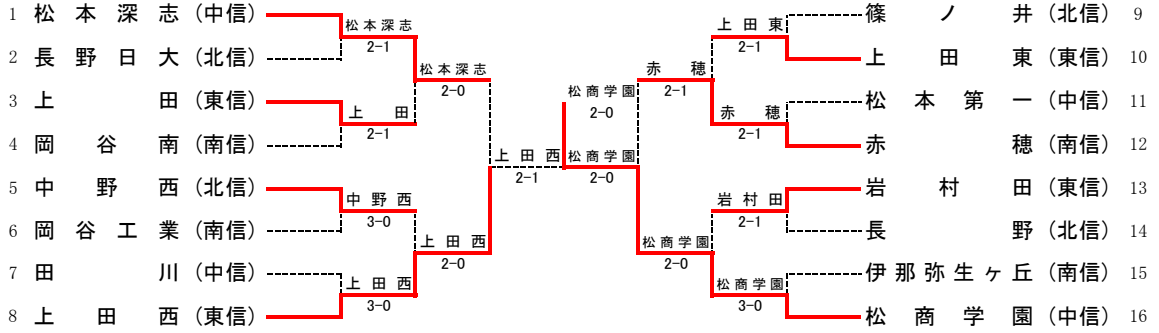 1 松本深志（中信）
2 長野日大（北信）
3 上田（東信）
4 岡谷南（南信）
5 中野西（北信）
6 岡谷工業（南信）
7 田川（中信）
8 上田西（東信）
松本深志
2-1
上田
2-1
中野西
3-0
上田西
3-0
松本深志
2-0
上田西
2-0
上田西
2-1
松商学園
2-0
松商学園
2-0
赤穂
2-1
松商学園
2-0
上田東
2-1
赤穂
2-1
岩村田
2-1
松商学園
3-0
篠ノ井（北信） 9
上田東（東信） 10
松本第一（中信） 11
赤穂（南信） 12
岩村田（東信） 13
長野（北信） 14
伊那弥生ヶ丘（南信） 15
松商学園（中信） 16